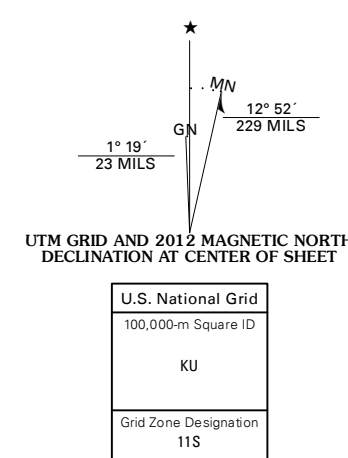 ★
MN
12° 52´
229 MILS
GN
1° 19´
23 MILS
UTM GRID AND 2012 MAGNETIC NORTH
DECLINATION AT CENTER OF SHEET
U.S. National Grid
100,000-m Square ID
KU
Grid Zone Designation
11S